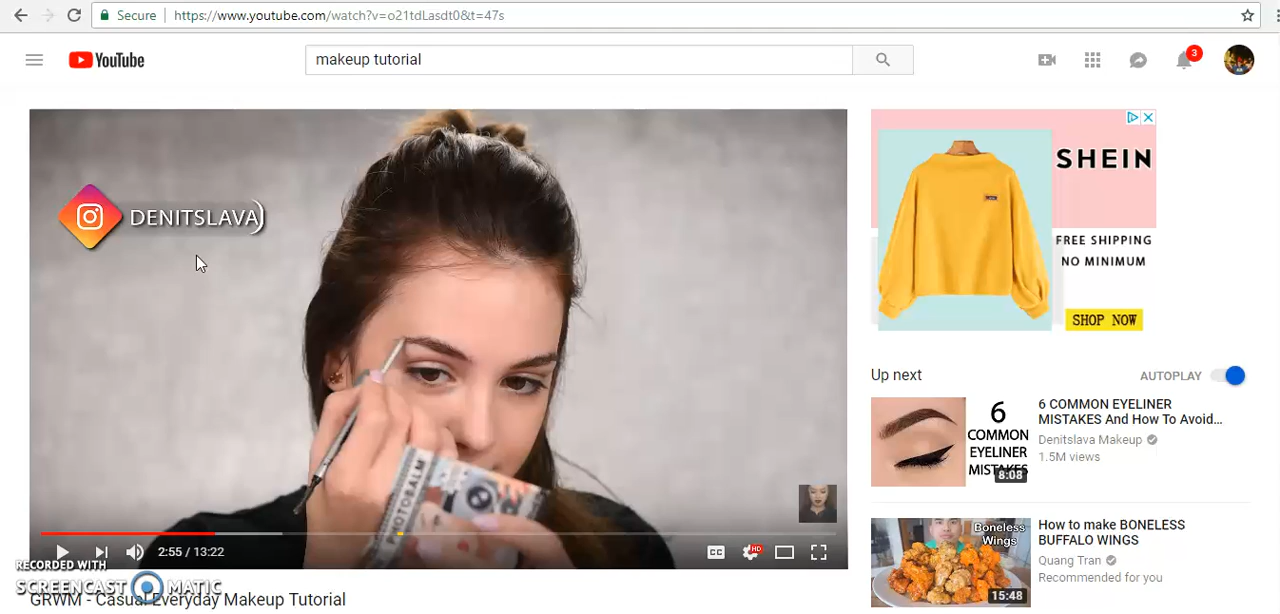 Secure
https://www.youtube.com/watch?v=o21tdLasdt0&t=47s
YouTube
makeup tutorial
3
DENITSLAVA
SHEIN
FREE SHIPPING
NO MINIMUM
SHOP NOW
Up next
AUTOPLAY
6
COMMON
EYELINER
MISTAKES
8:08
6 COMMON EYELINER
MISTAKES And How To Avoid…
Denitslava Makeup
1.5M views
PHOTOBALM
2:55 / 13:22
CC
HD
Boneless
Wings
15:48
How to make BONELESS
BUFFALO WINGS
Quang Tran
Recommended for you
RECORDED WITH
SCREENCAST MATIC
GRWM - Casual Everyday Makeup Tutorial